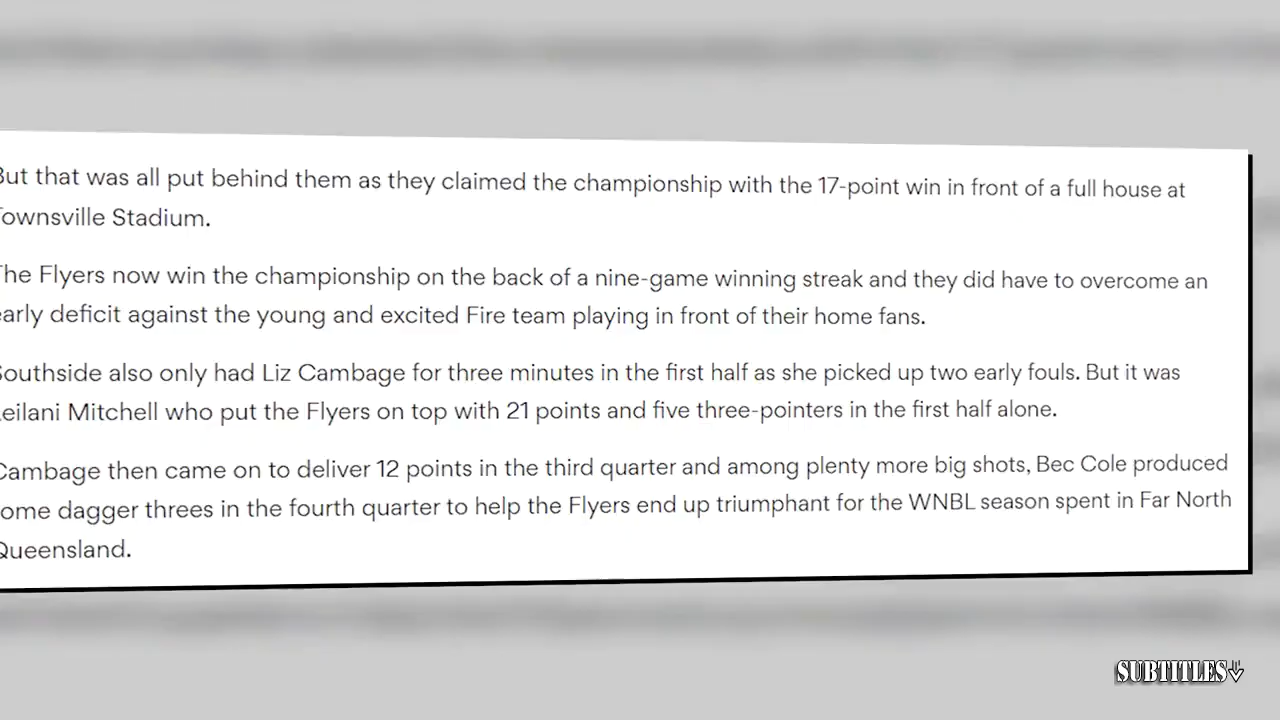 But that was all put behind them as they claimed the championship with the 17-point win in front of a full house at
Townsville Stadium.
The Flyers now win the championship on the back of a nine-game winning streak and they did have to overcome an
early deficit against the young and excited Fire team playing in front of their home fans.
Southside also only had Liz Cambage for three minutes in the first half as she picked up two early fouls. But it was
Leilani Mitchell who put the Flyers on top with 21 points and five three-pointers in the first half alone.
Cambage then came on to deliver 12 points in the third quarter and among plenty more big shots, Bec Cole produced
some dagger threes in the fourth quarter to help the Flyers end up triumphant for the WNBL season spent in Far North
Queensland.
SUBTITLES